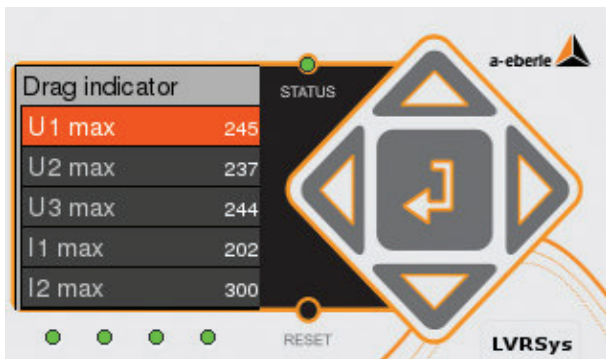 a-eberle
Drag indicator
STATUS
U1 max 245
U2 max 237
U3 max 244
I1 max 202
I2 max 300
RESET
LVRSys